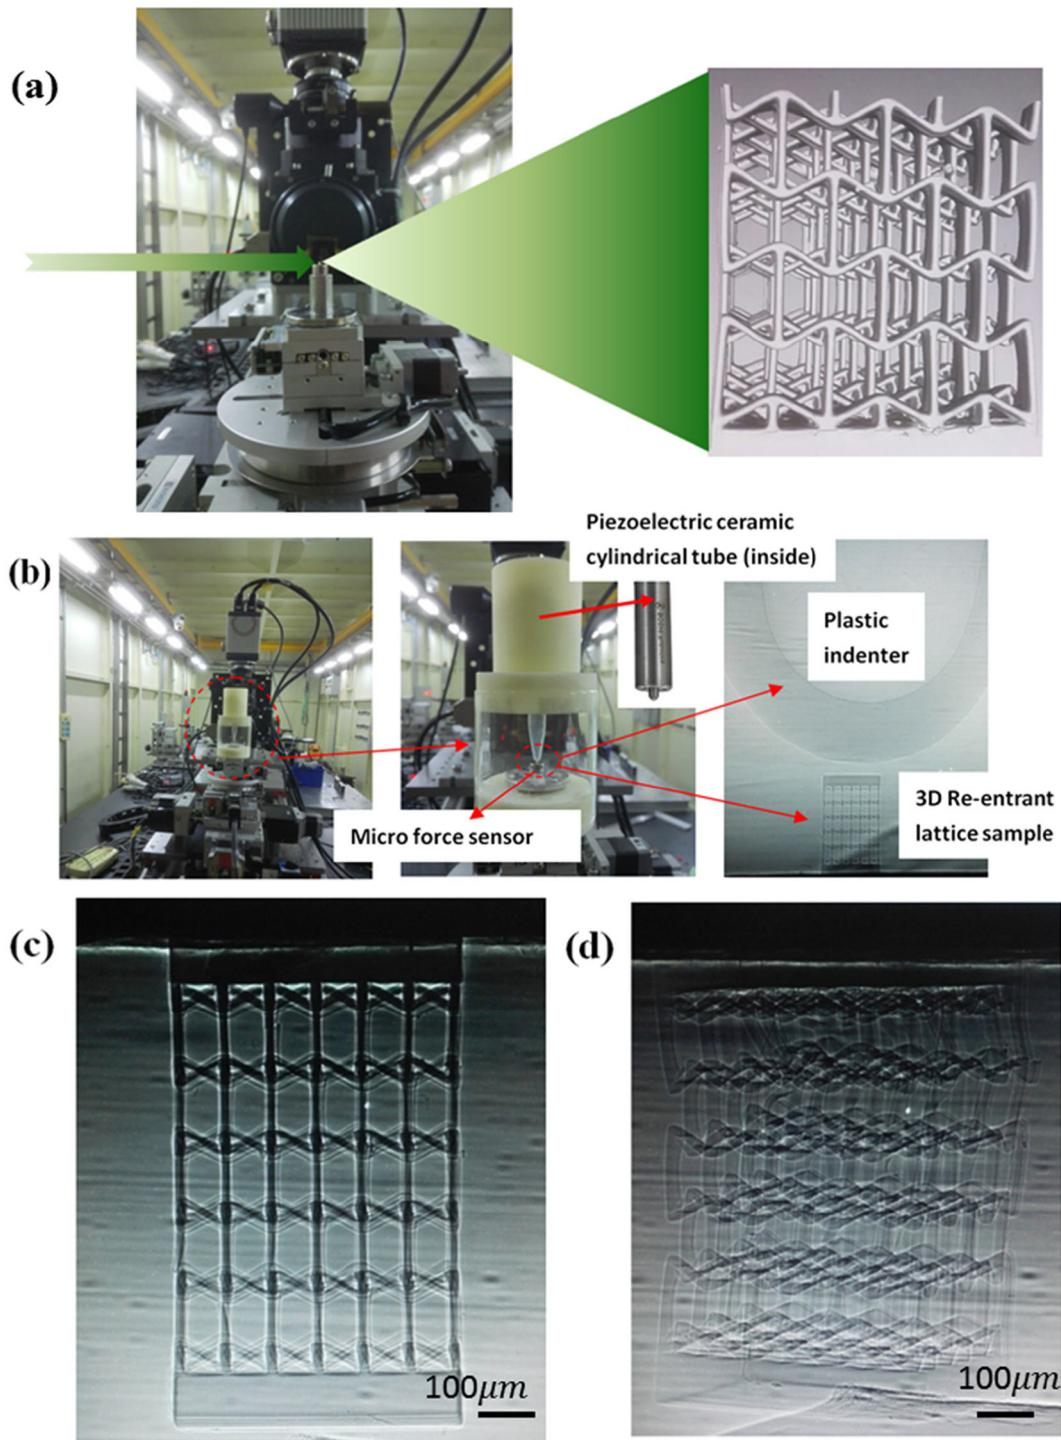 (a)
(b)
Piezoelectric ceramic
cylindrical tube (inside)
Plastic
indenter
Micro force sensor
3D Re-entrant
lattice sample
(c)
(d)
100μm
100μm